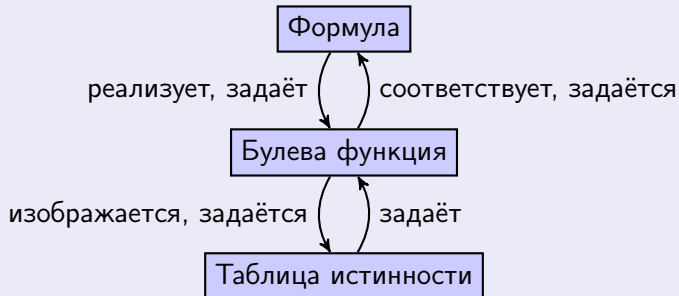 Формула
реализует, задаёт
соответствует, задаётся
Булева функция
изображается, задаётся
задаёт
Таблица истинности